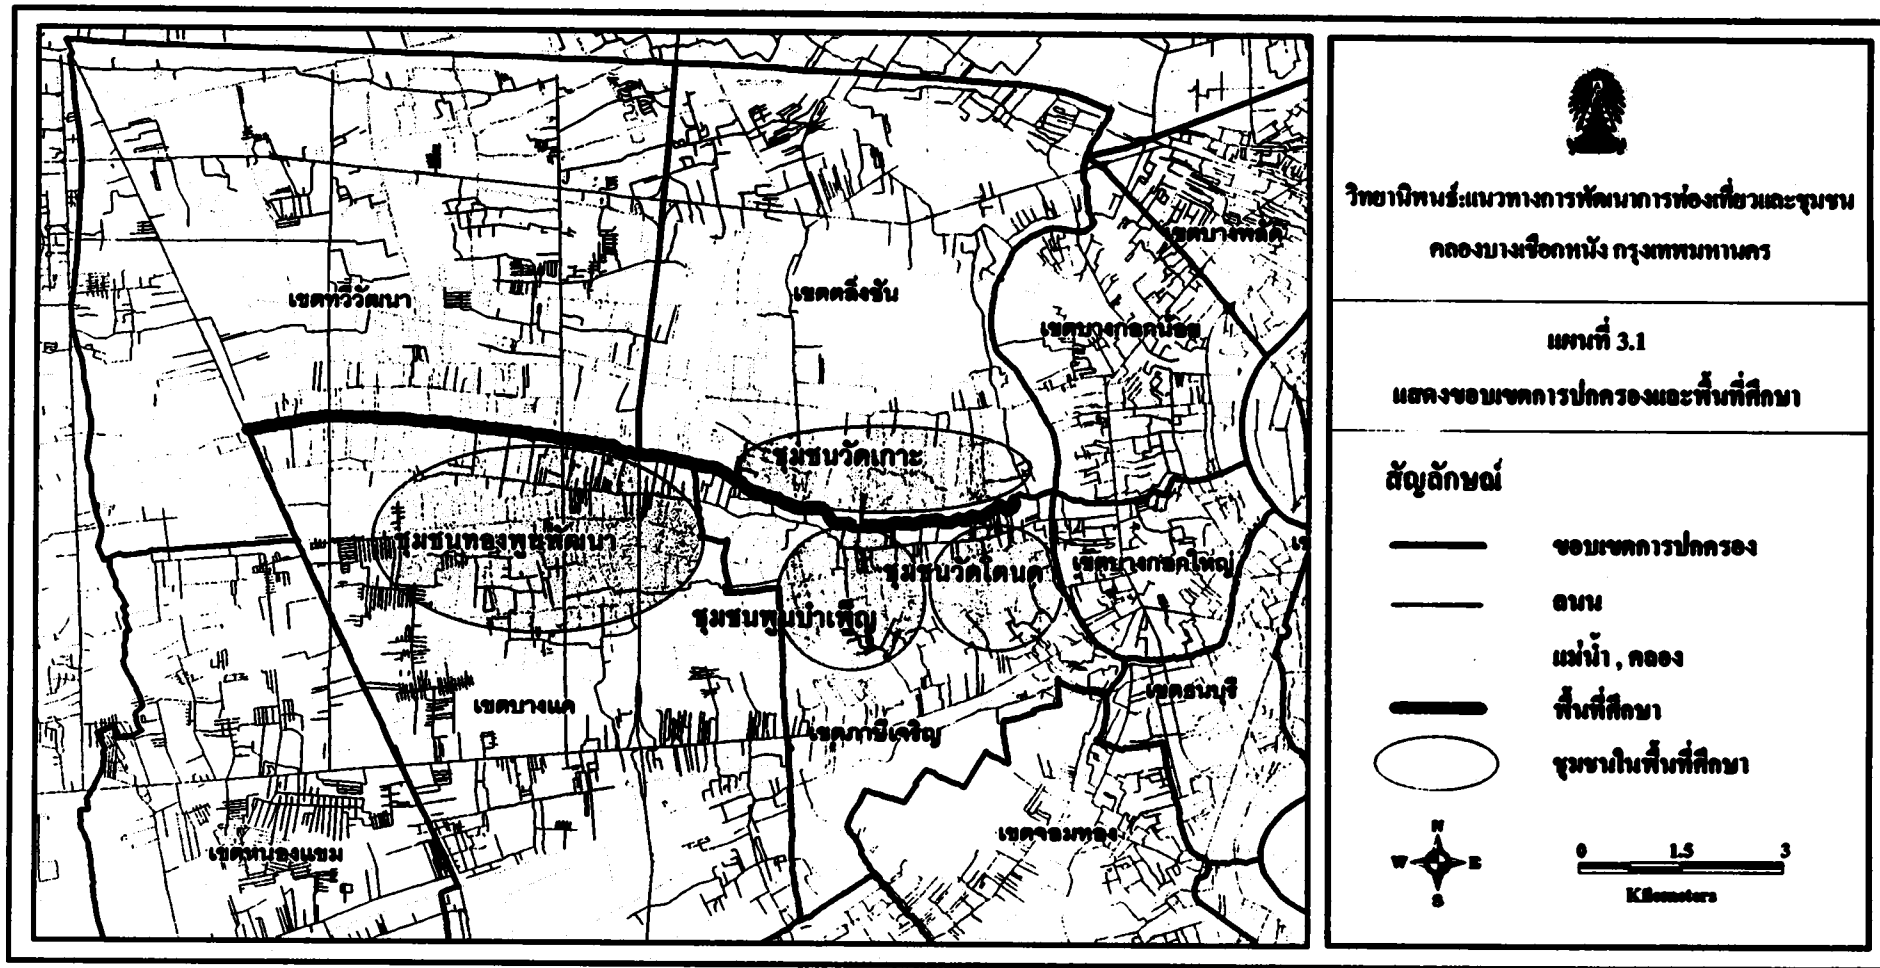 เขตบางพลัด
เขตทวีวัฒนา
เขตตลิ่งชัน
เขตบางกอกน้อย
ชุมชนวัดเกาะ
ชุมชนทองพูนพัฒนา
ชุมชนวัดโตนด
เขตบางกอกใหญ่
ชุมชนพูนบำเพ็ญ
เขตบางแค
เขตธนบุรี
เขตภาษีเจริญ
เขตจอมทอง
เขตหนองแขม
วิทยานิพนธ์:แนวทางการพัฒนาการท่องเที่ยวและชุมชน
คลองบางเชือกหนัง กรุงเทพมหานคร
แผนที่ 3.1
แสดงขอบเขตการปกครองและพื้นที่ศึกษา
สัญลักษณ์
ขอบเขตการปกครอง
ถนน
แม่น้ำ , คลอง
พื้นที่ศึกษา
ชุมชนในพื้นที่ศึกษา
N
W E
S
0 1.5 3
Kilometers